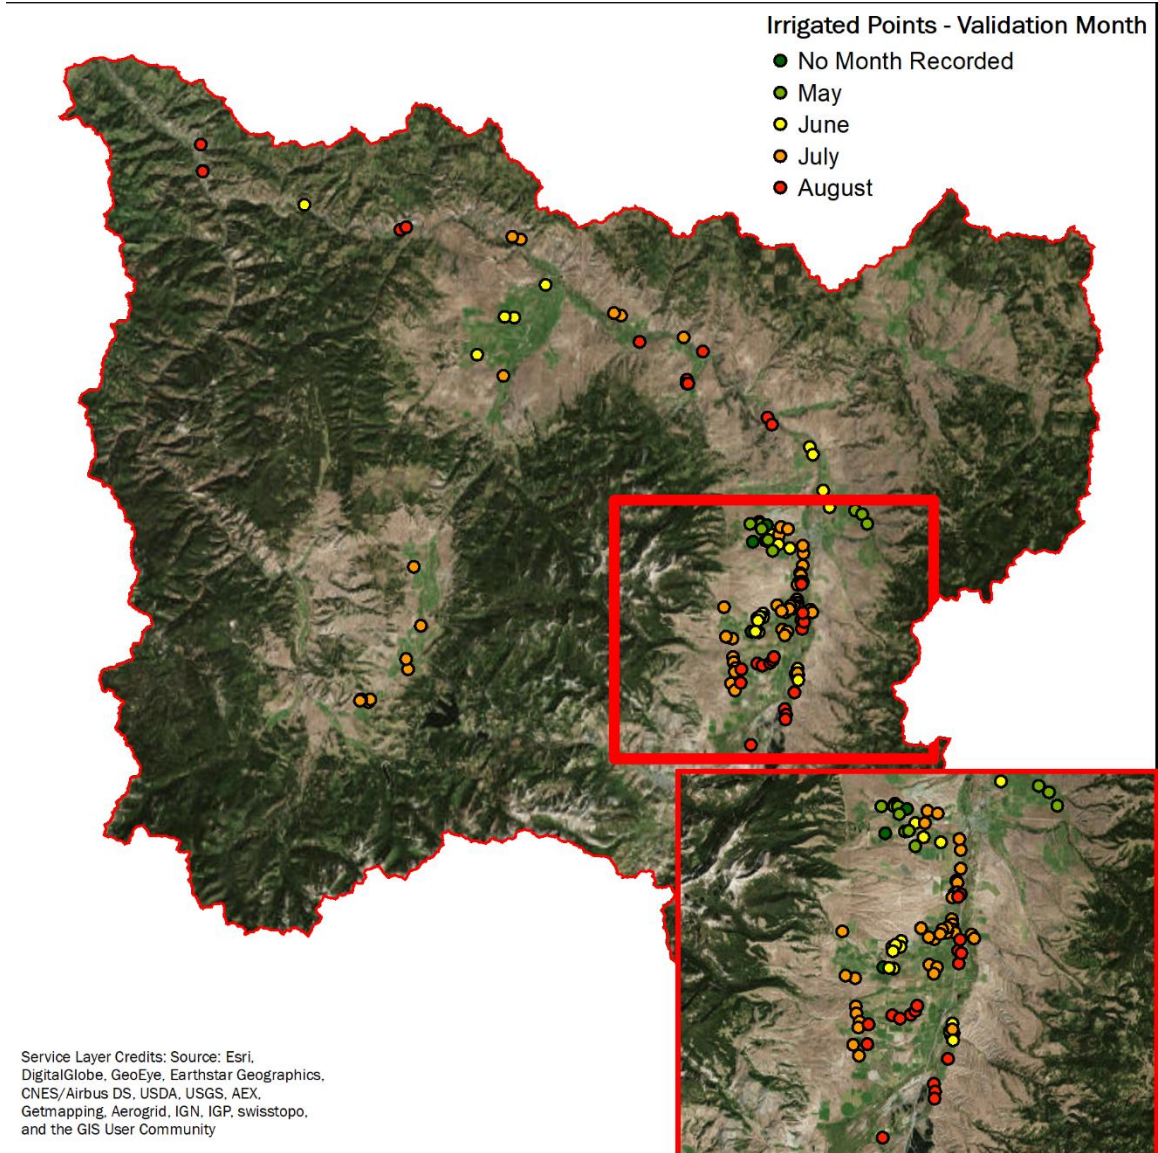 Irrigated Points - Validation Month
No Month Recorded
May
June
July
August
Service Layer Credits: Source: Esri,
DigitalGlobe, GeoEye, Earthstar Geographics,
CNES/Airbus DS, USDA, USGS, AEX,
Getmapping, Aerogrid, IGN, IGP, swisstopo,
and the GIS User Community